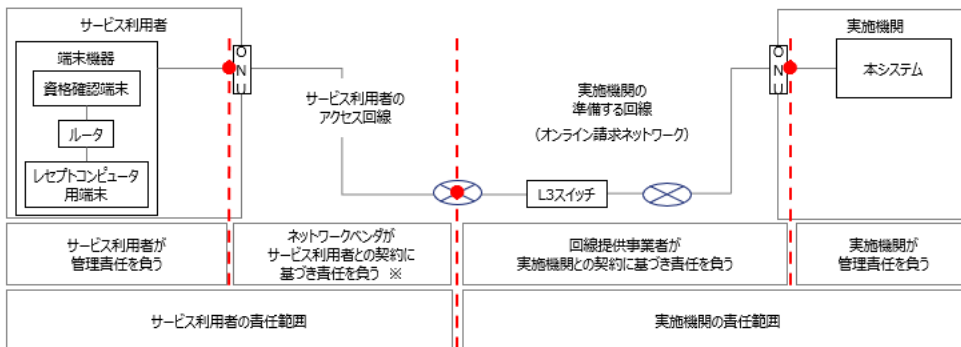 サービス利用者
端末機器
資格確認端末
ルータ
レセプトコンピュータ
用端末
ONU
サービス利用者の
アクセス回線
実施機関の
準備する回線
（オンライン請求ネットワーク）
L3スイッチ
ONU
実施機関
本システム
サービス利用者が
管理責任を負う
ネットワークベンダが
サービス利用者との契約に
基づき責任を負う ※
回線提供事業者が
実施機関との契約に基づき責任を負う
実施機関が
管理責任を負う
サービス利用者の責任範囲
実施機関の責任範囲